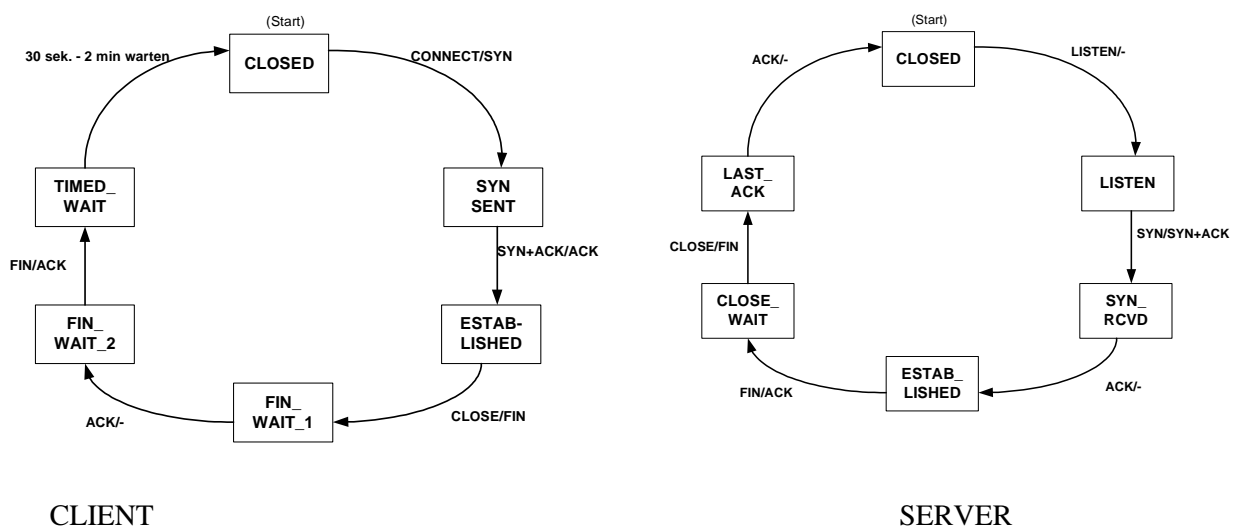 (Start)
CLOSED
30 sek. - 2 min warten
CONNECT/SYN
TIMED_
WAIT
SYN
SENT
FIN/ACK
SYN+ACK/ACK
FIN_
WAIT_2
ESTAB-
LISHED
ACK/-
FIN_
WAIT_1
CLOSE/FIN
CLIENT
(Start)
CLOSED
ACK/-
LISTEN/-
LAST_
ACK
LISTEN
CLOSE/FIN
SYN/SYN+ACK
CLOSE_
WAIT
SYN_
RCVD
FIN/ACK
ESTAB_
LISHED
ACK/-
SERVER